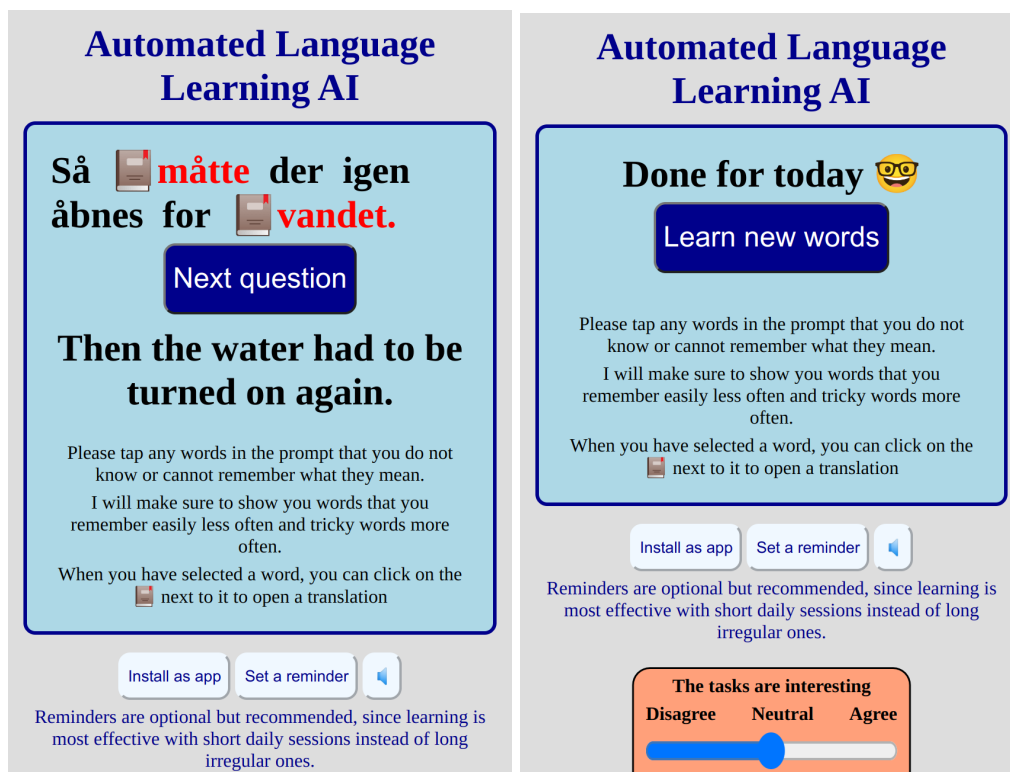 Automated Language
Learning AI
Så måtte der igen
åbnes for vandet.
Next question
Then the water had to be
turned on again.
Please tap any words in the prompt that you do not
know or cannot remember what they mean.
I will make sure to show you words that you
remember easily less often and tricky words more
often.
When you have selected a word, you can click on the
next to it to open a translation
Install as app
Set a reminder
Reminders are optional but recommended, since learning is
most effective with short daily sessions instead of long
irregular ones.
Automated Language
Learning AI
Done for today
Learn new words
Please tap any words in the prompt that you do not
know or cannot remember what they mean.
I will make sure to show you words that you
remember easily less often and tricky words more
often.
When you have selected a word, you can click on the
next to it to open a translation
Install as app
Set a reminder
Reminders are optional but recommended, since learning is
most effective with short daily sessions instead of long
irregular ones.
The tasks are interesting
Disagree Neutral Agree